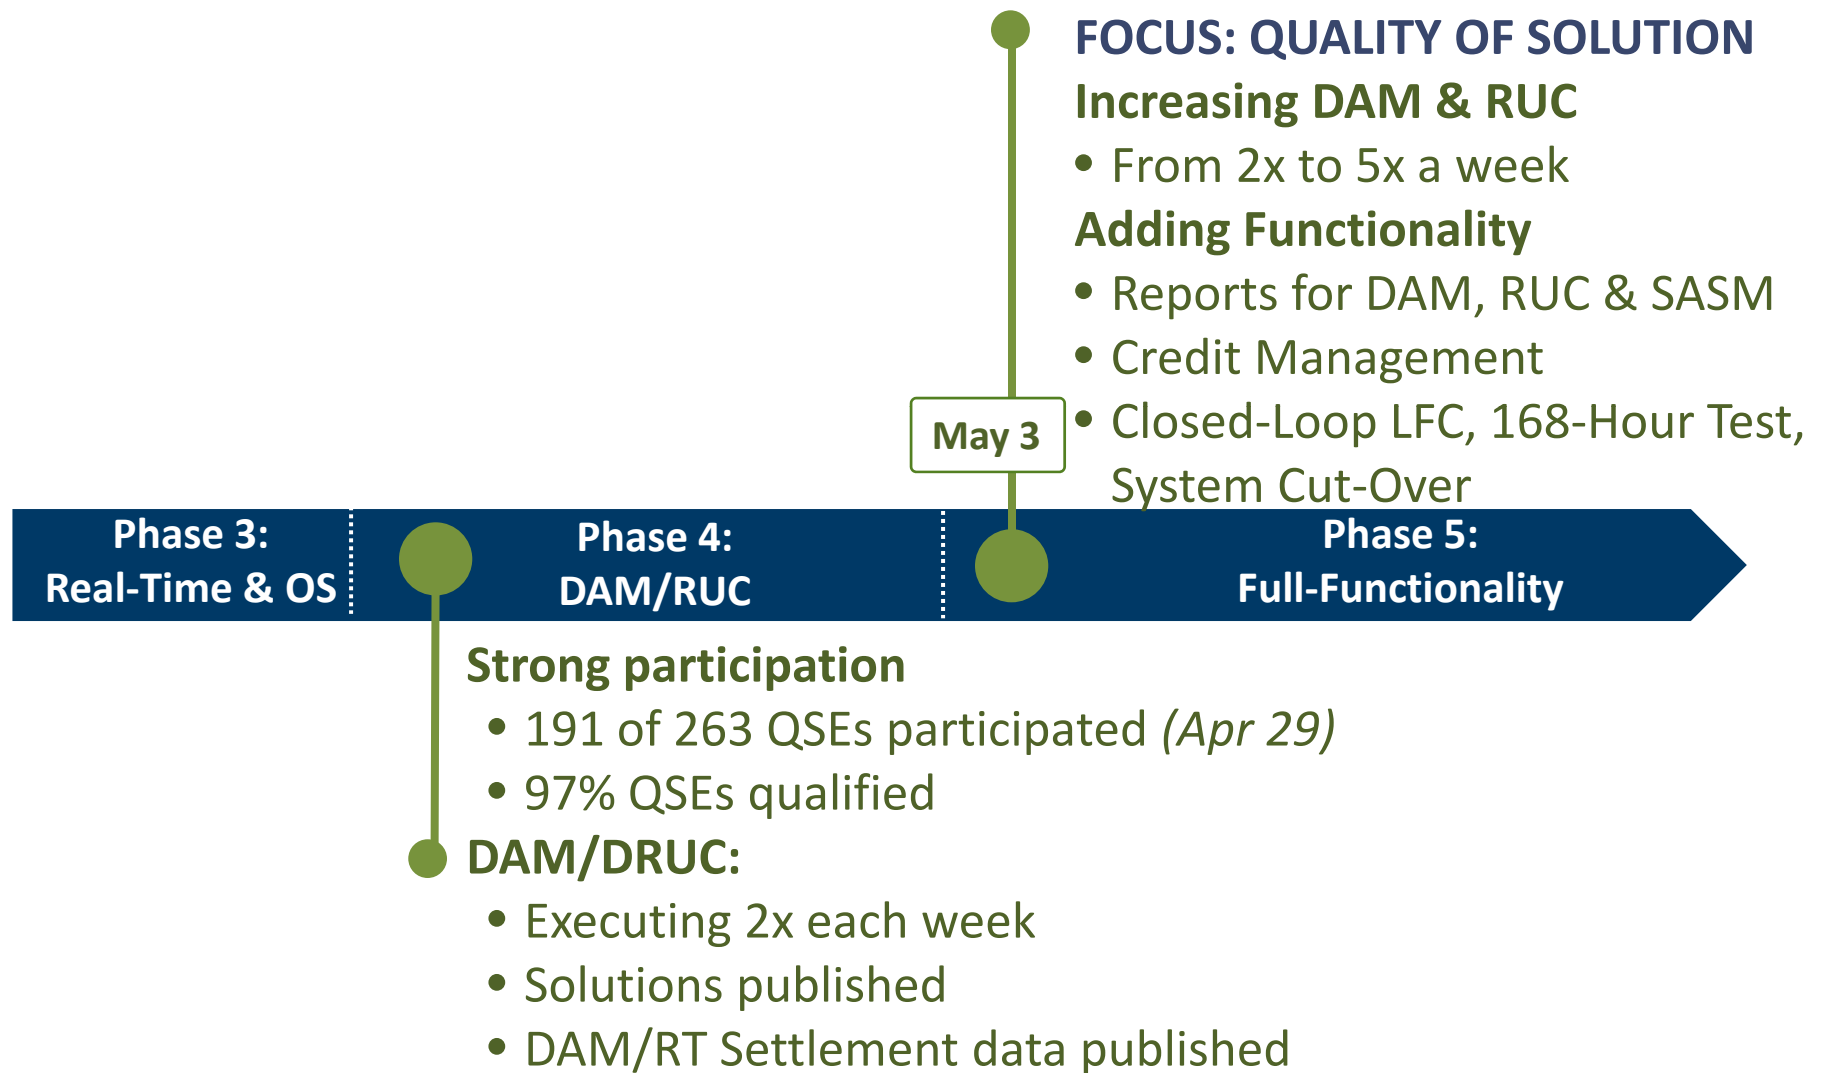 FOCUS: QUALITY OF SOLUTION
Increasing DAM & RUC
• From 2x to 5x a week
Adding Functionality
• Reports for DAM, RUC & SASM
• Credit Management
• Closed-Loop LFC, 168-Hour Test,
System Cut-Over
May 3
Phase 3:
Real-Time & OS
Phase 4:
DAM/RUC
Phase 5:
Full-Functionality
Strong participation
• 191 of 263 QSEs participated (Apr 29)
• 97% QSEs qualified
DAM/DRUC:
• Executing 2x each week
• Solutions published
• DAM/RT Settlement data published